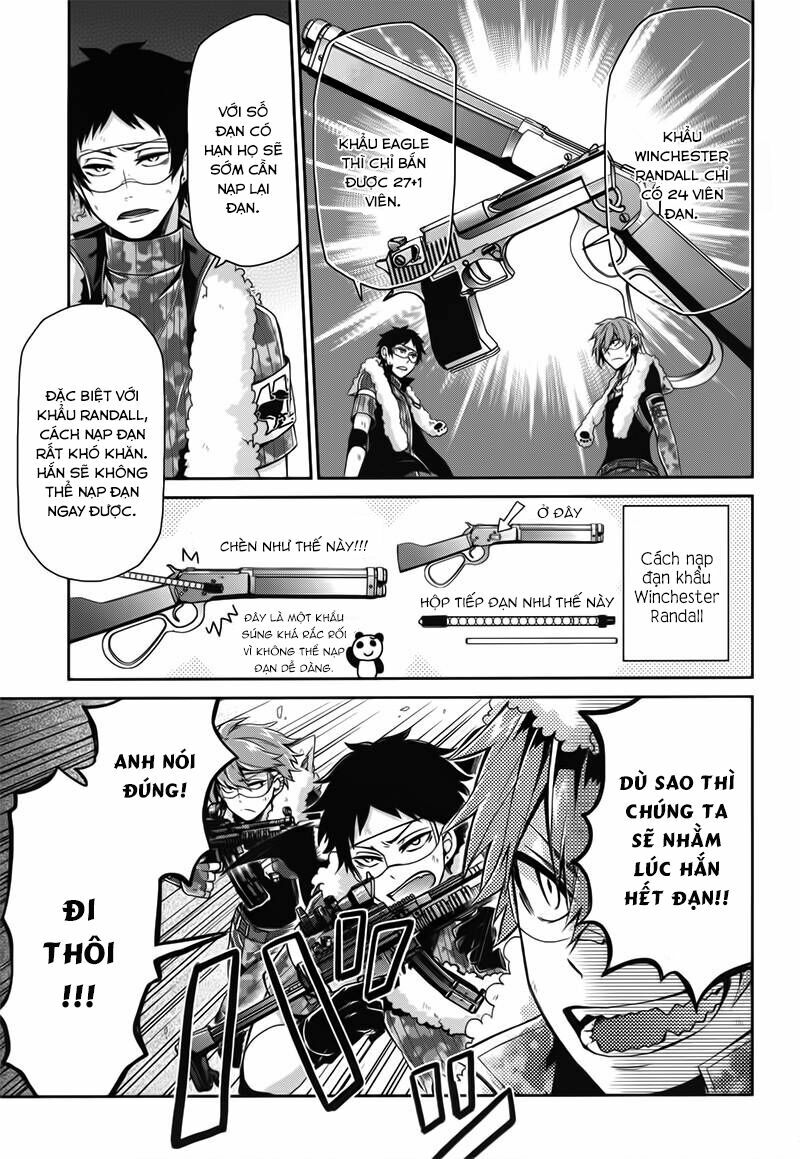 KHẨU
WINCHESTER
RANDALL CHỈ
CÓ 24 VIÊN
ĐẠN.
KHẨU EAGLE
THÌ CHỈ BẮN
ĐƯỢC 27+1
VIÊN.
VỚI SỐ
ĐẠN CÓ
HẠN HỌ SẼ
SỚM CẦN
NẠP LẠI
ĐẠN.
ĐẶC BIỆT VỚI
KHẨU RANDALL,
CÁCH NẠP ĐẠN
RẤT KHÓ KHĂN.
HẮN SẼ KHÔNG
THỂ NẠP ĐẠN
NGAY ĐƯỢC.
Cách nạp
đạn khẩu
Winchester
Randall
Ở ĐÂY
HỘP TIẾP ĐẠN NHƯ THẾ NÀY
CHÈN NHƯ THẾ NÀY!!!
ĐÂY LÀ MỘT KHẨU
SÚNG KHÁ RẮC RỐI
VÌ KHÔNG THỂ NẠP
ĐẠN DỄ DÀNG.
DÙ SAO THÌ
CHÚNG TA
SẼ NHẰM
LÚC HẮN
HẾT ĐẠN!!
ANH NÓI
ĐÚNG!
ĐI
THÔI
!!!